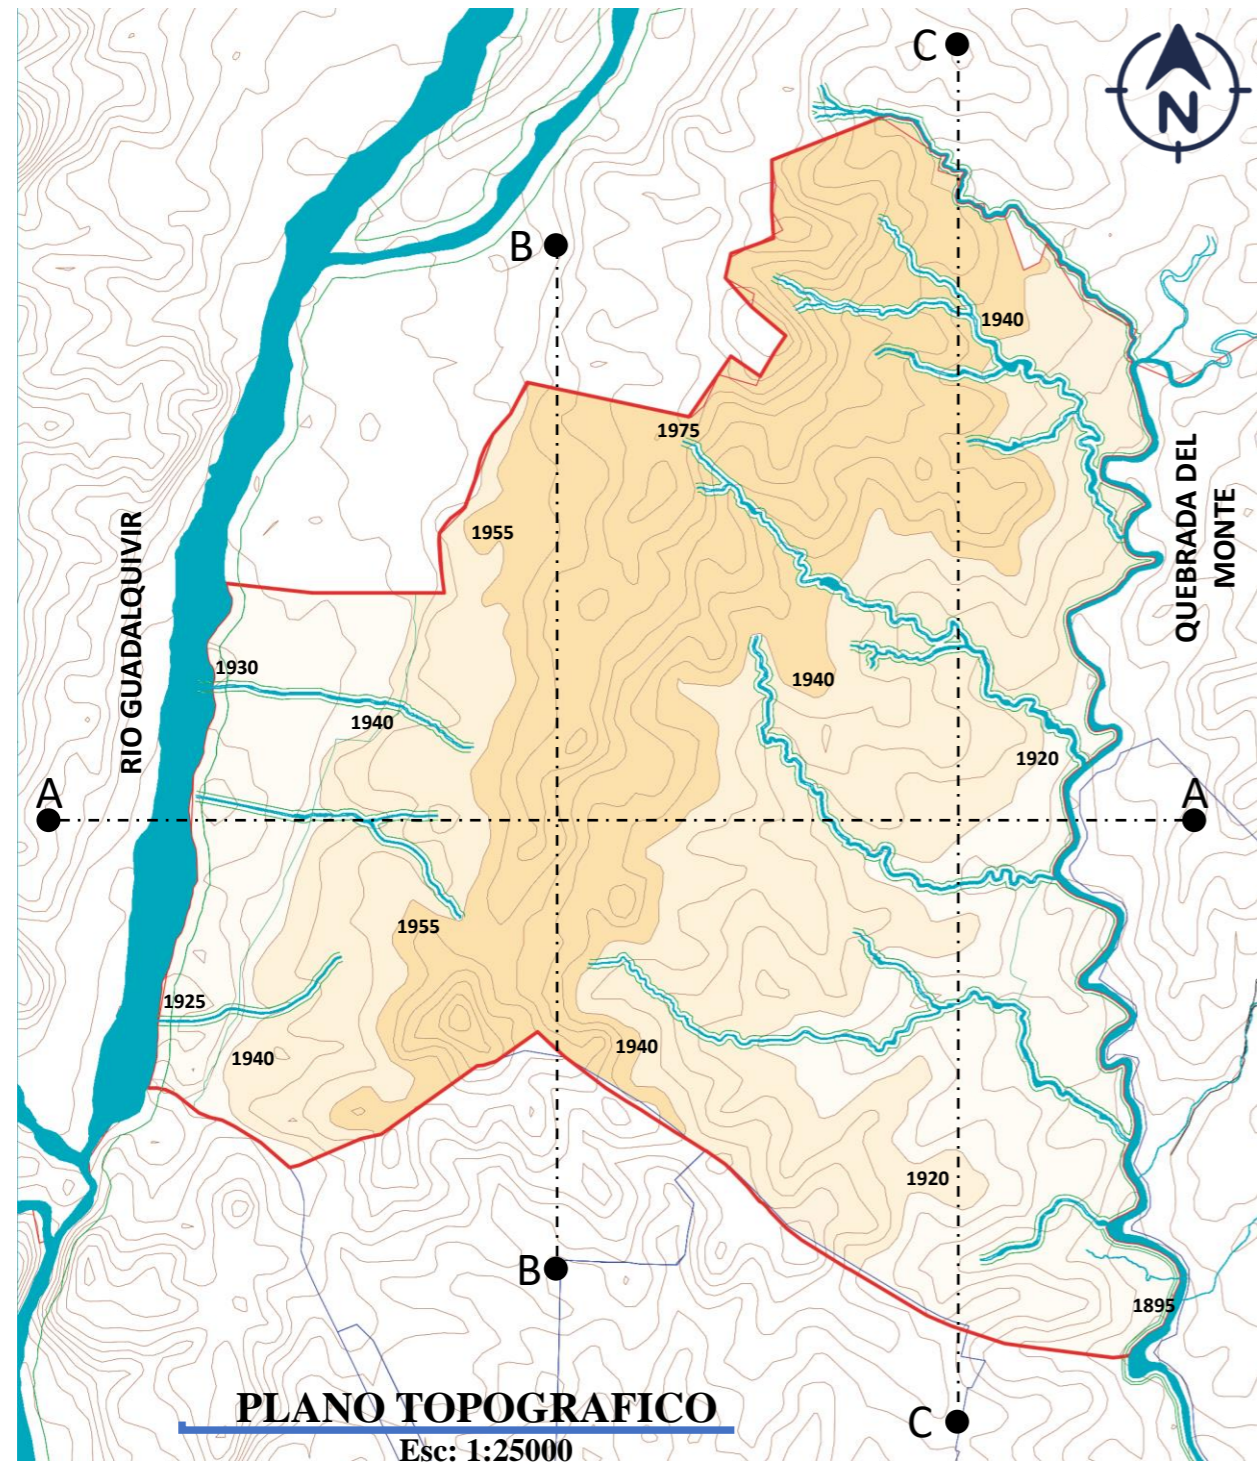 C
N
B
1940
1975
1955
QUEBRADA DEL
MONTE
RIO GUADALQUIVIR
1930
1940
1940
1920
A
A
1955
1925
1940
1940
1920
B
1895
C
PLANO TOPOGRAFICO
Esc: 1:25000